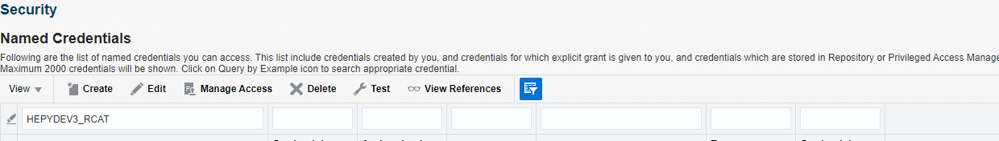 Security
Named Credentials
Following are the list of named credentials you can access. This list include credentials created by you, and credentials for which explicit grant is given to you, and credentials which are stored in Repository or Privileged Access Manage
Maximum 2000 credentials will be shown. Click on Query by Example icon to search appropriate credential.
View Create Edit Manage Access Delete Test View References
HEPYDEV3_RCAT